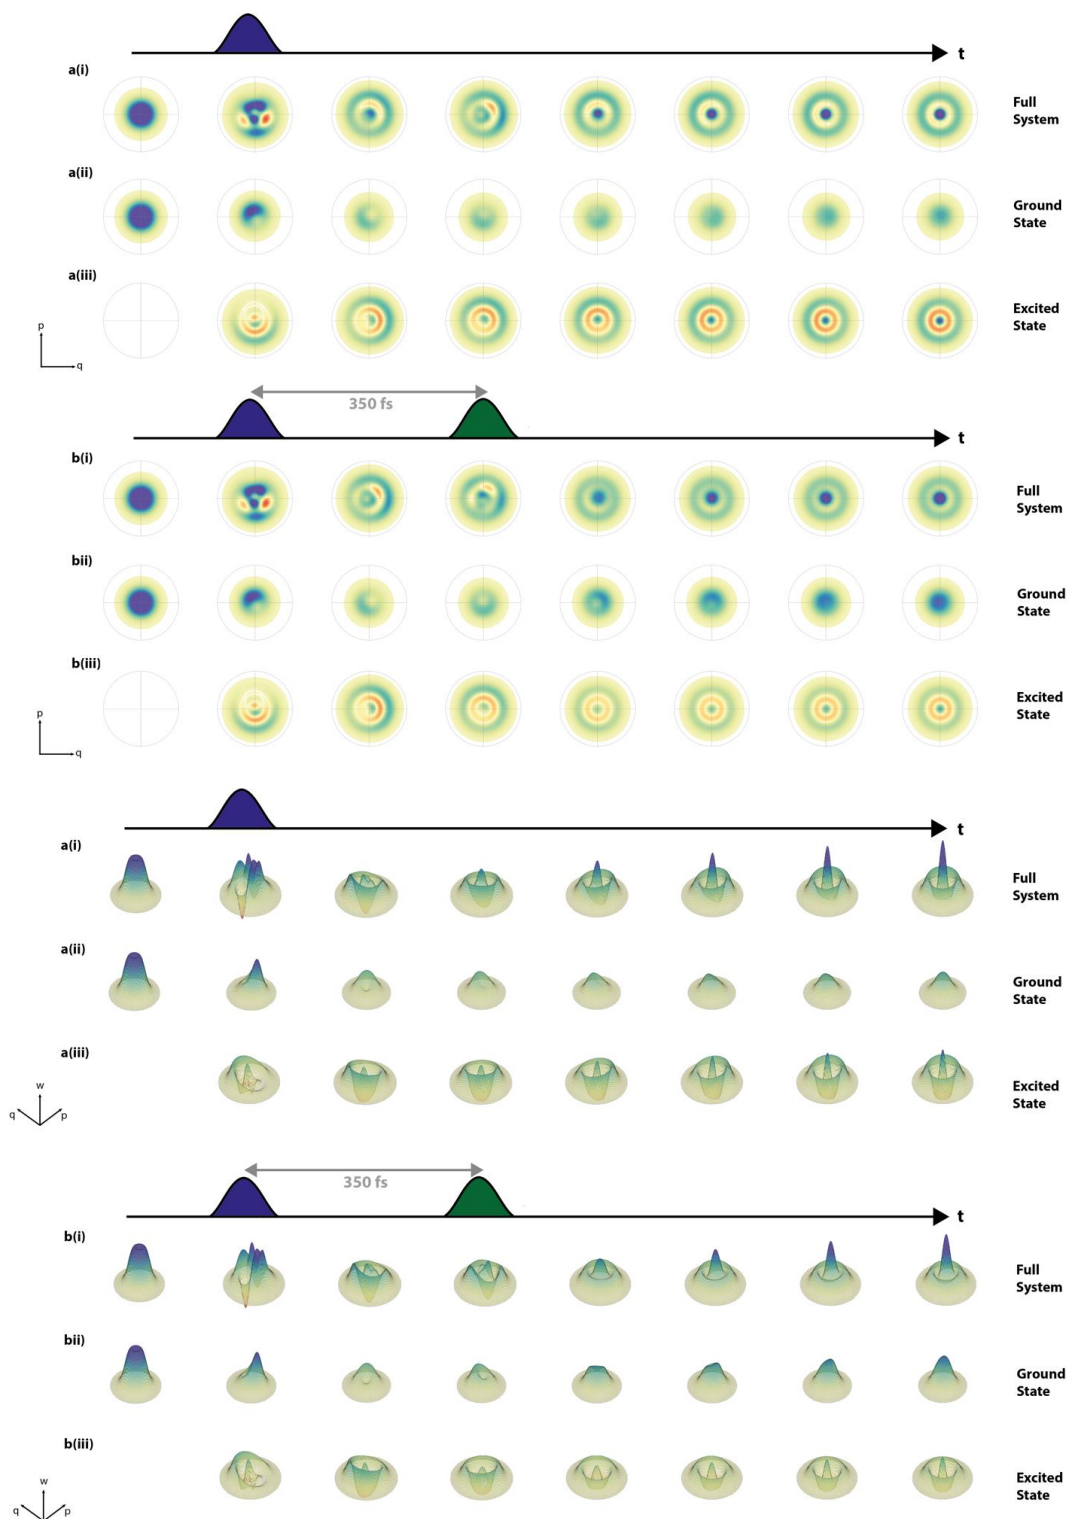 t
a(i)
Full
System
a(ii)
Ground
State
a(iii)
Excited
State
p
q
350 fs
t
b(i)
Full
System
bii)
Ground
State
b(iii)
Excited
State
p
q
t
a(i)
Full
System
a(ii)
Ground
State
a(iii)
Excited
State
w
q
p
350 fs
t
b(i)
Full
System
bii)
Ground
State
b(iii)
Excited
State
w
q
p